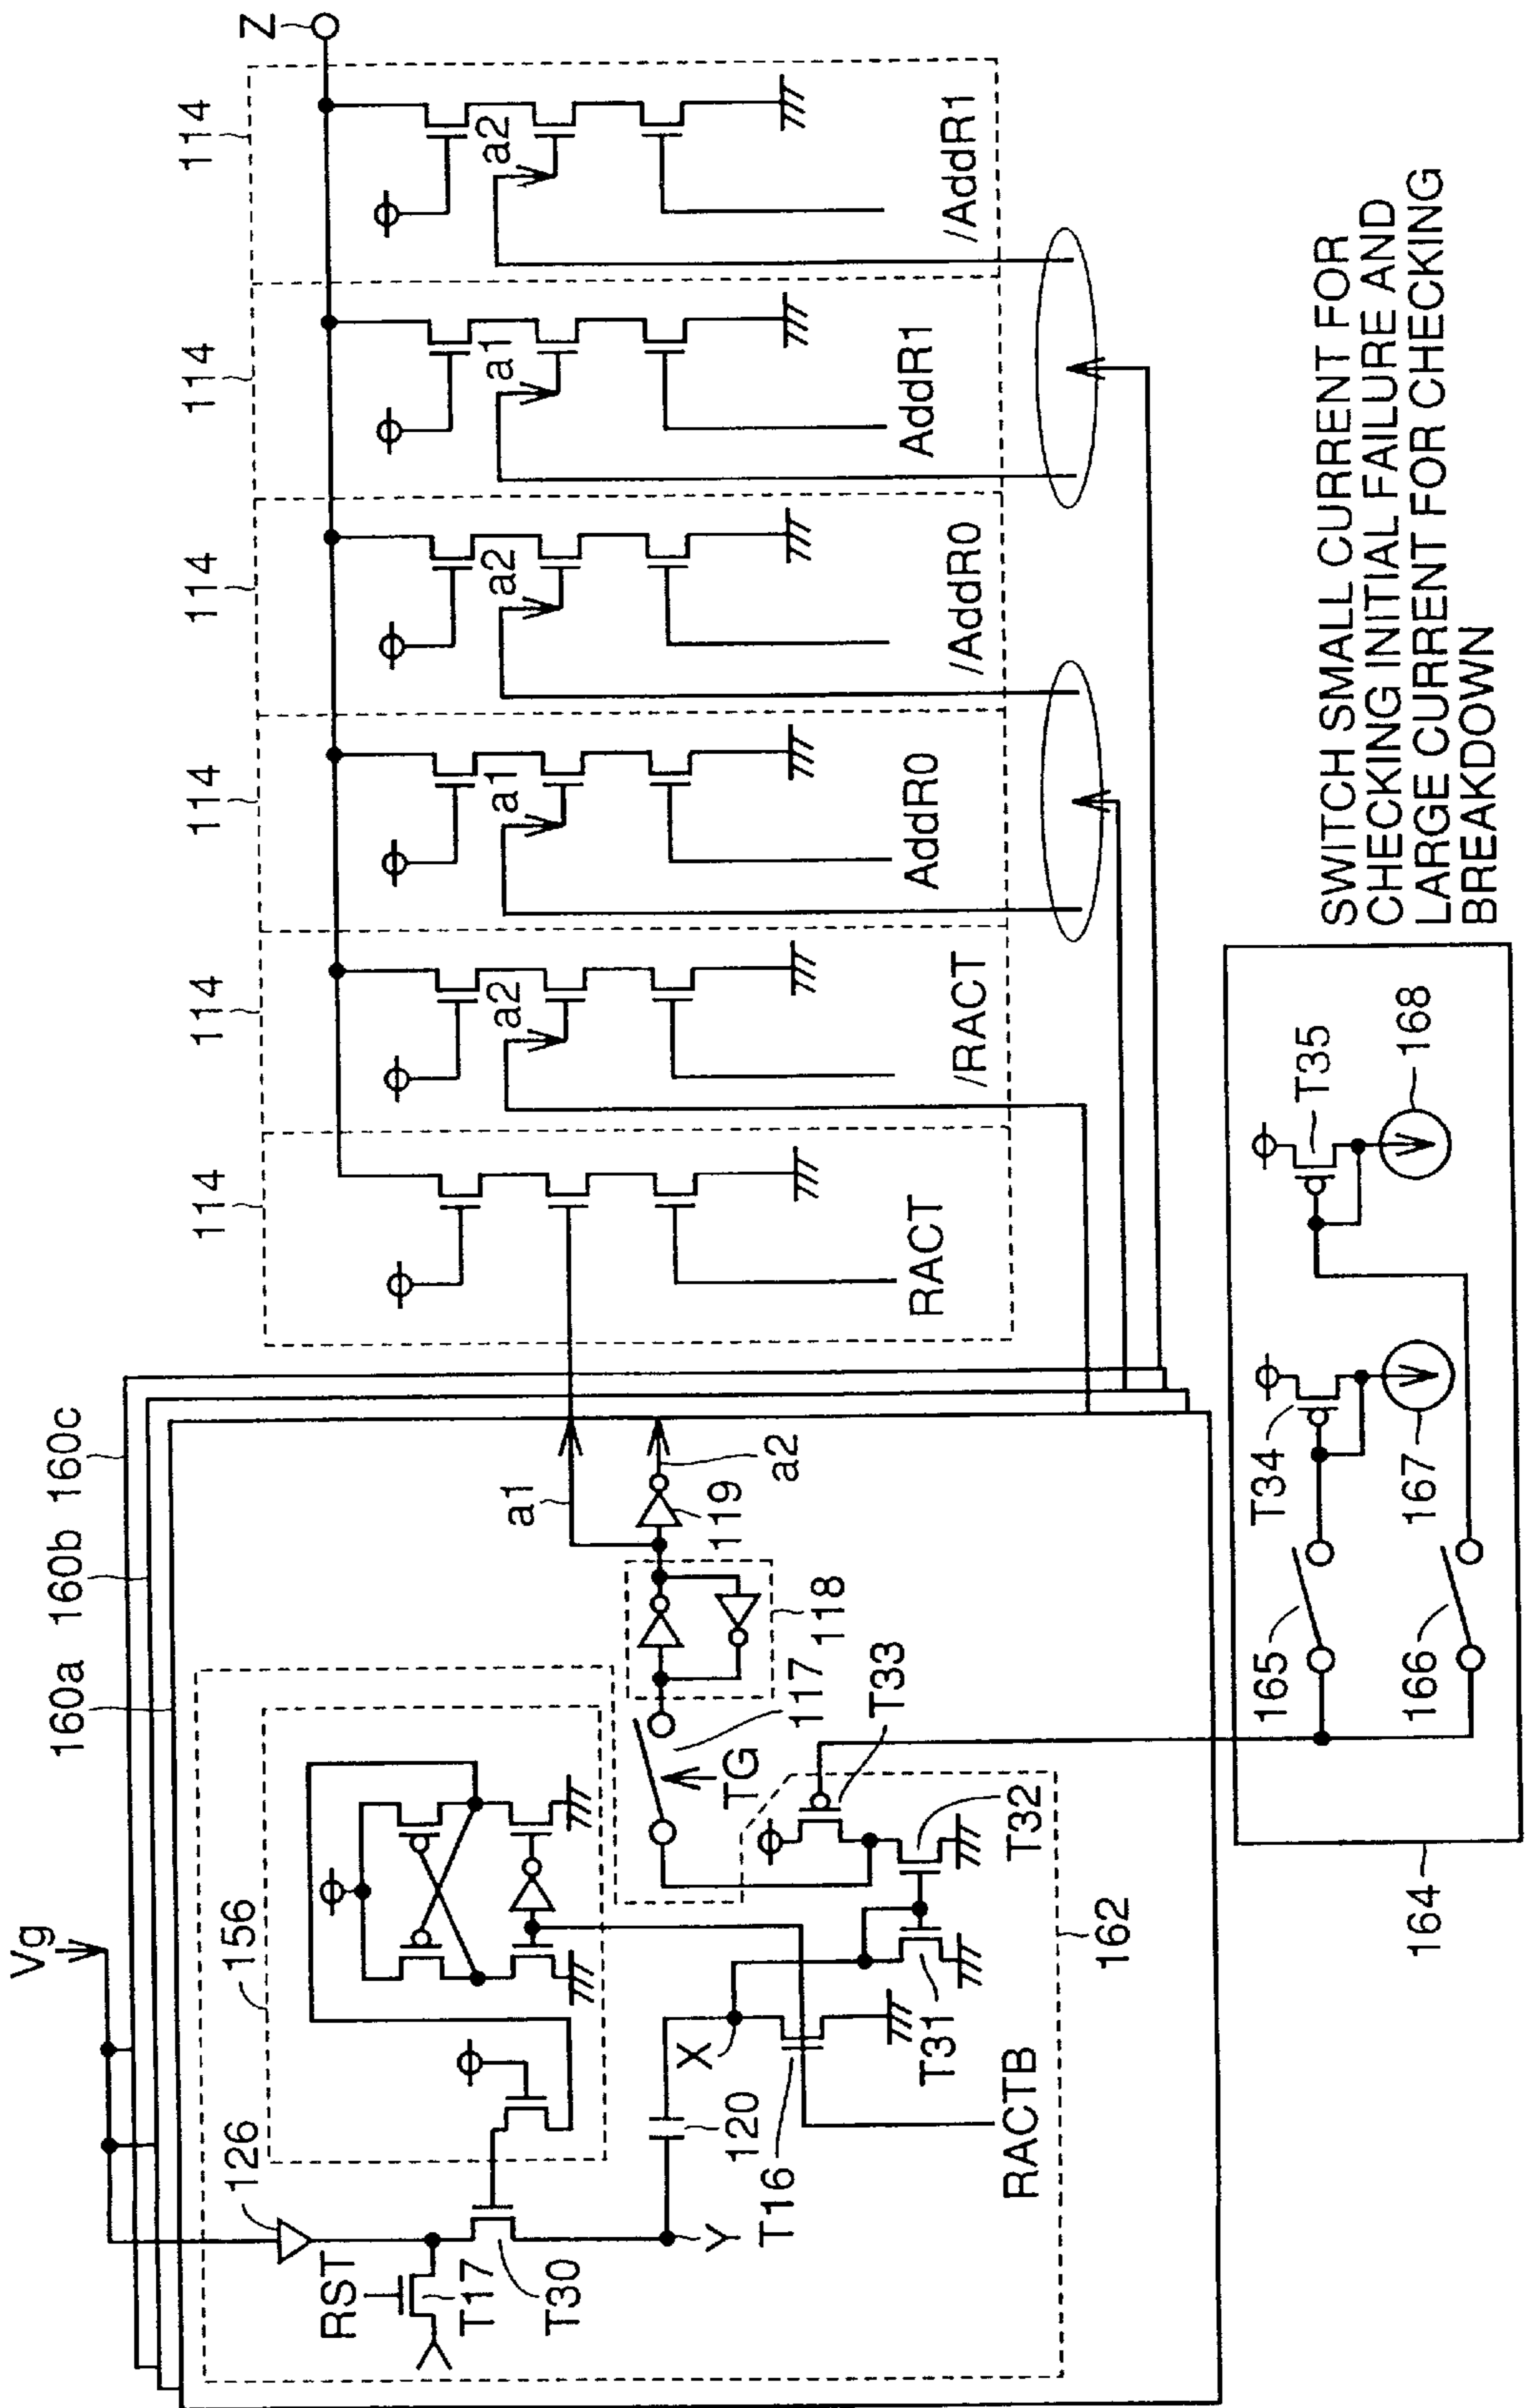 Vg
160a
160b
160c
126
156
RST
T17
T30
Y
120
X
T16
T31
RACTB
T32
162
T33
TG
117
118
119
a1
a2
114
114
114
114
114
114
Z
a2
a1
a2
a1
a2
RACT
/RACT
AddR0
/AddR0
AddR1
/AddR1
164
165
166
T34
167
T35
168
SWITCH SMALL CURRENT FOR
CHECKING INITIAL FAILURE AND
LARGE CURRENT FOR CHECKING
BREAKDOWN